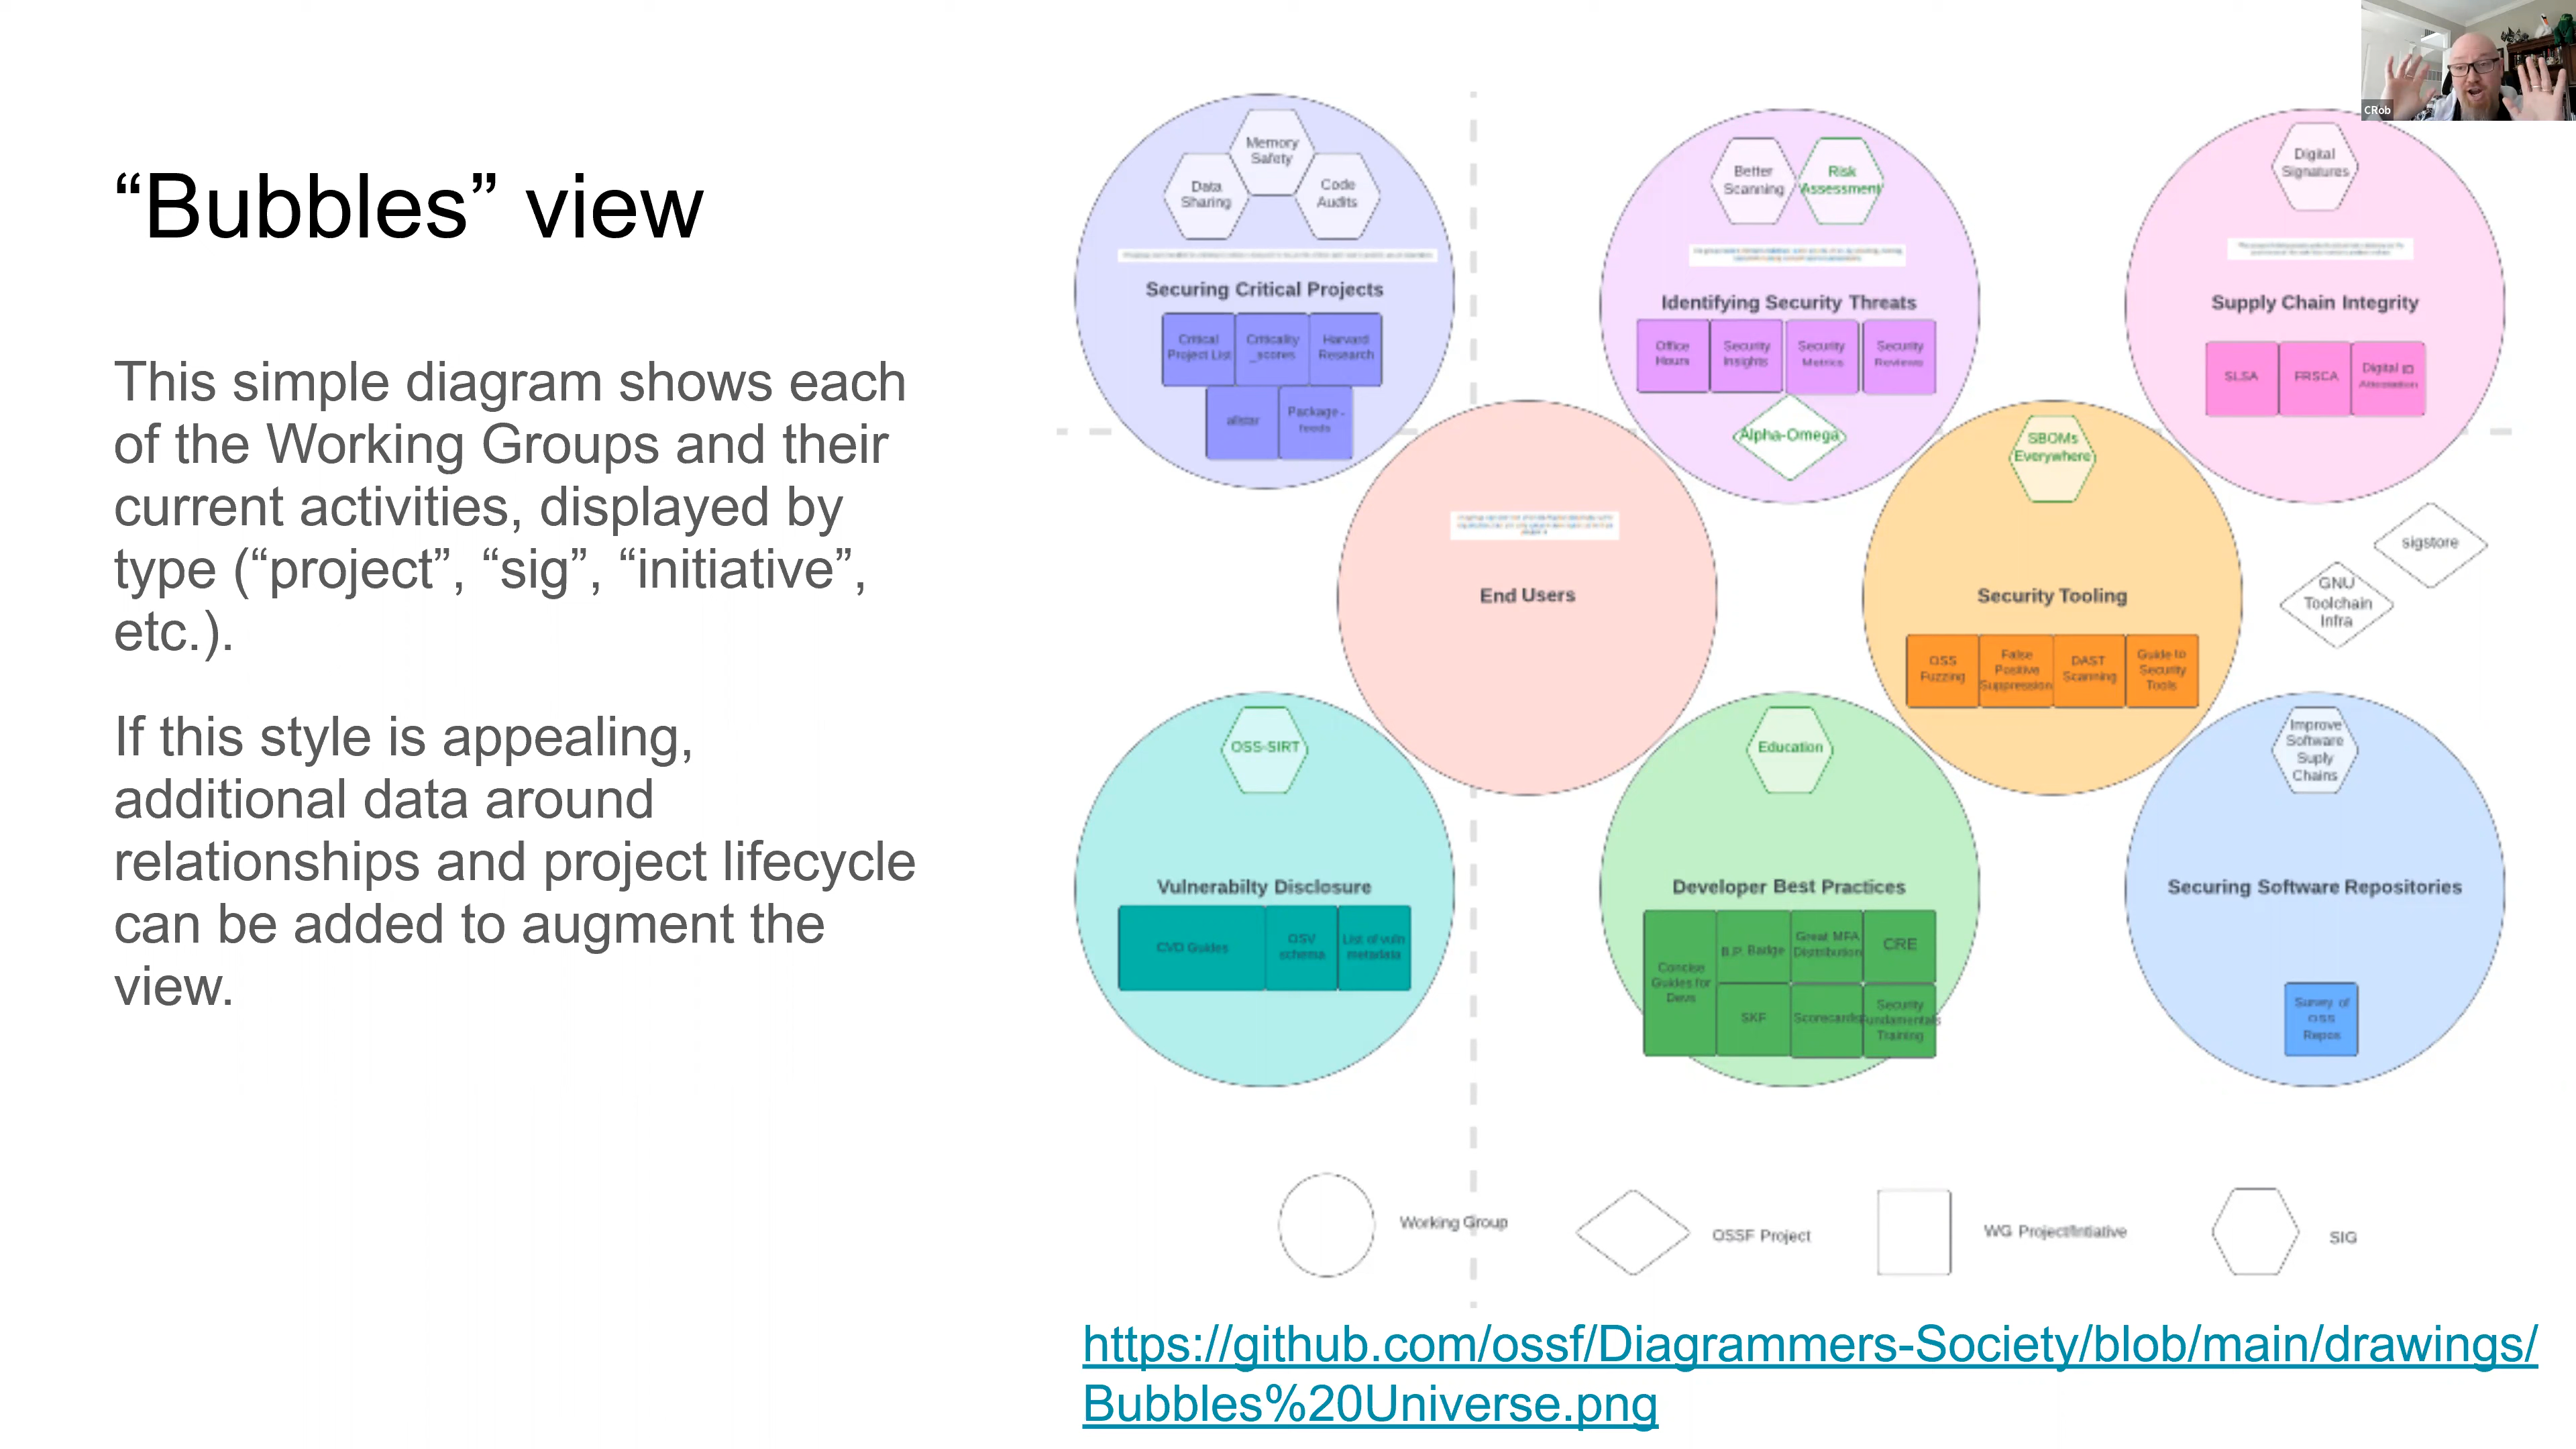 CRob
“Bubbles” view
This simple diagram shows each
of the Working Groups and their
current activities, displayed by
type (“project”, “sig”, “initiative”,
etc.).
If this style is appealing,
additional data around
relationships and project lifecycle
can be added to augment the
view.
Memory
Safety
Data
Sharing
Code
Audits
Securing Critical Projects
Critical
Project List
Criticality
_scores
Harvard
Research
allstar
Package-
feeds
Better
Scanning
Risk
Assessment
Identifying Security Threats
Office
Hours
Security
Insights
Security
Metrics
Security
Reviews
Alpha-Omega
Digital
Signatures
Supply Chain Integrity
SLSA
FRSCA
Digital ID
Attestation
End Users
SBOMs
Everywhere
Security Tooling
OSS
Fuzzing
False
Positive
Suppression
DAST
Scanning
Guide to
Security
Tools
sigstore
GNU
Toolchain
Infra
OSS-SIRT
Vulnerabilty Disclosure
CVD Guides
OSV
schema
List of vuln
metadata
Education
Developer Best Practices
Concise
Guides for
Devs
B.P. Badge
Great MFA
Distribution
CRE
SKF
Scorecards
Security
Fundamentals
Training
Improve
Software
Suply
Chains
Securing Software Repositories
Survey of
OSS
Repos
Working Group
OSSF Project
WG Project/Intiative
SIG
https://github.com/ossf/Diagrammers-Society/blob/main/drawings/
Bubbles%20Universe.png